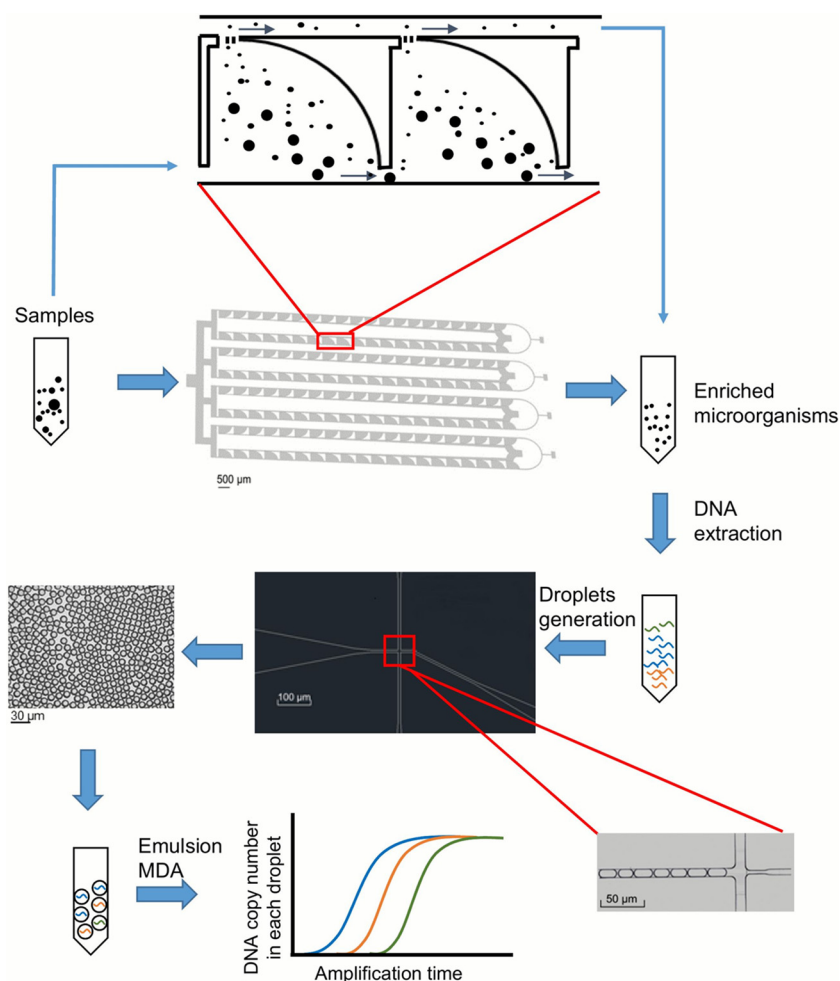 Samples
500 µm
Enriched
microorganisms
DNA
extraction
Droplets
generation
100 µm
30 µm
Emulsion
MDA
DNA copy number
in each droplet
Amplification time
50 µm